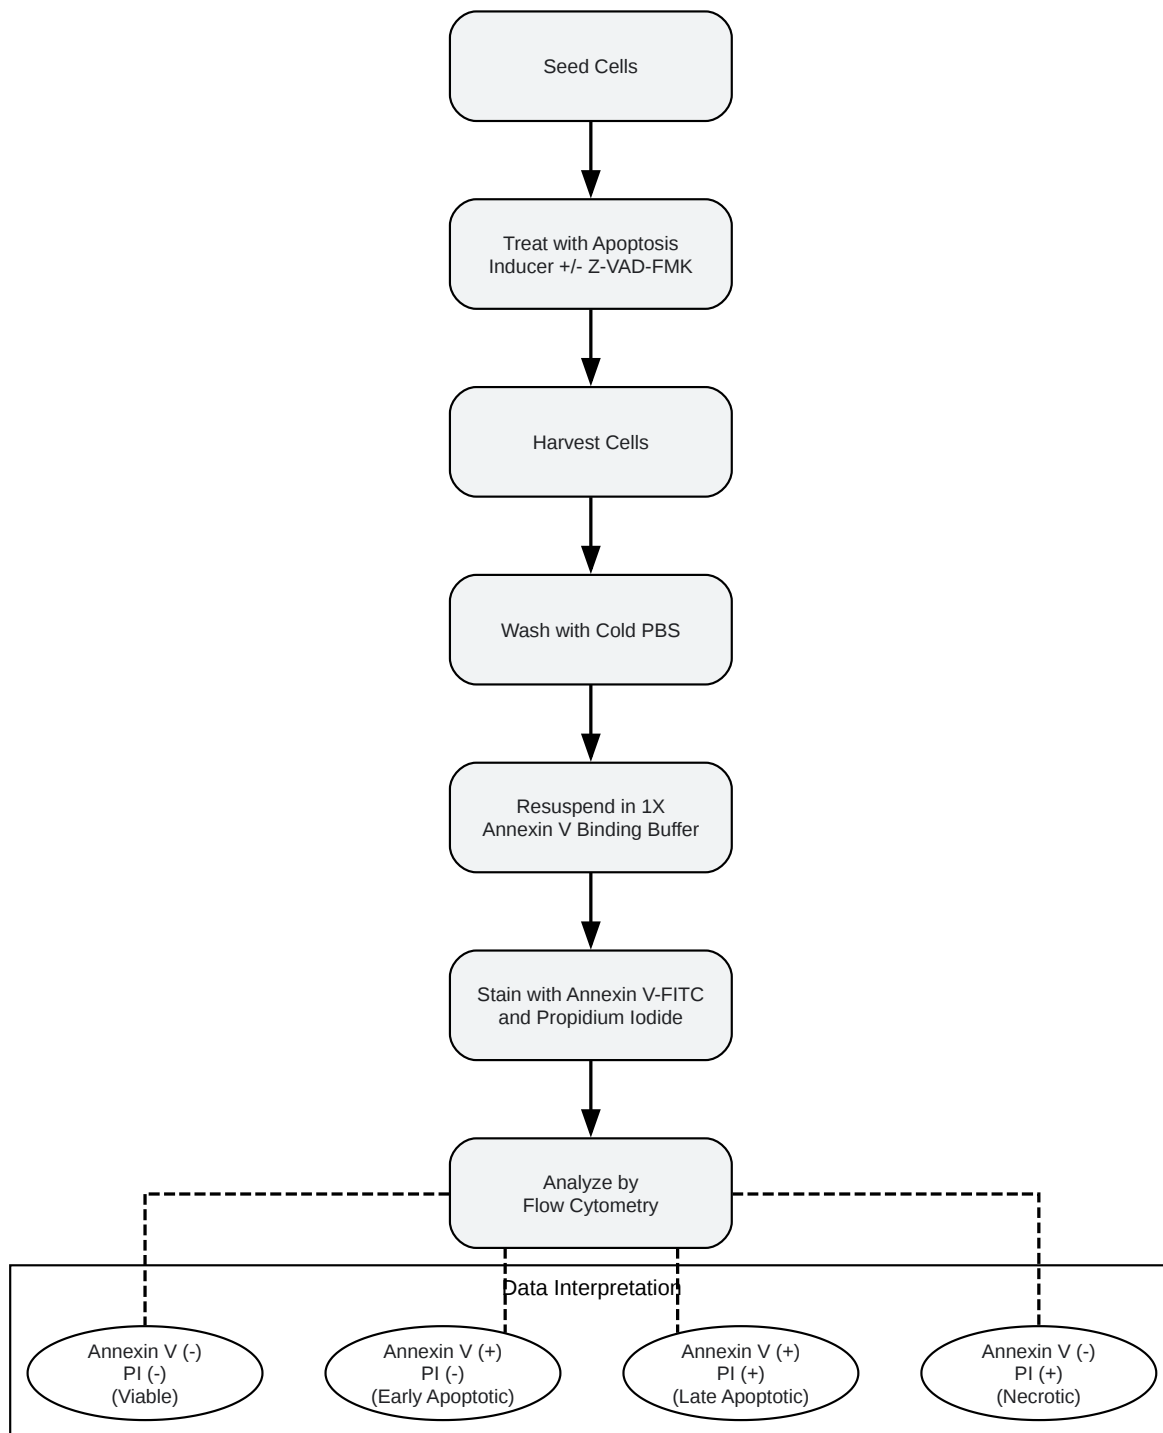 Seed Cells
Treat with Apoptosis
Inducer +/- Z-VAD-FMK
Harvest Cells
Wash with Cold PBS
Resuspend in 1X
Annexin V Binding Buffer
Stain with Annexin V-FITC
and Propidium Iodide
Analyze by
Flow Cytometry
Data Interpretation
Annexin V (-)
PI (-)
(Viable)
Annexin V (+)
PI (-)
(Early Apoptotic)
Annexin V (+)
PI (+)
(Late Apoptotic)
Annexin V (-)
PI (+)
(Necrotic)